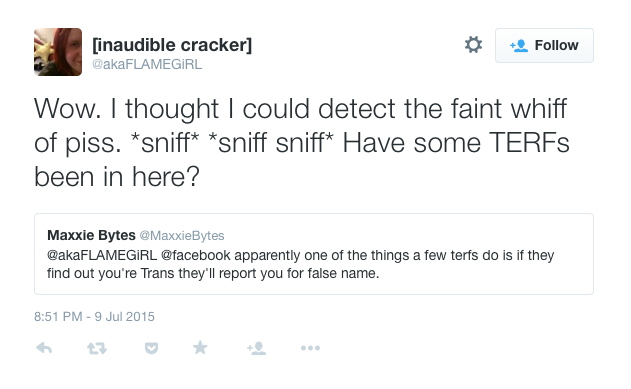 [inaudible cracker]
@akaFLAMEGiRL
Follow
Wow. I thought I could detect the faint whiff
of piss. *sniff* *sniff sniff* Have some TERFs
been in here?
Maxxie Bytes @MaxxieBytes
@akaFLAMEGiRL @facebook apparently one of the things a few terfs do is if they
find out you're Trans they'll report you for false name.
8:51 PM - 9 Jul 2015